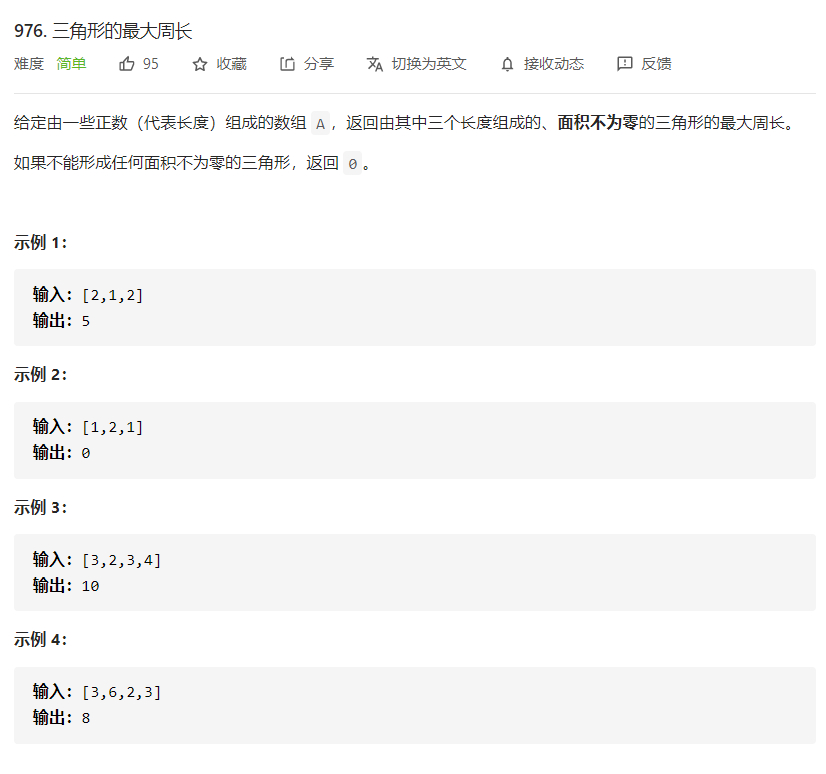 976. 三角形的最大周长
难度 简单 95 收藏 分享 切换为英文 接收动态 反馈
给定由一些正数（代表长度）组成的数组 A，返回由其中三个长度组成的、面积不为零的三角形的最大周长。
如果不能形成任何面积不为零的三角形，返回 0。
示例 1：
输入：[2,1,2]
输出：5
示例 2：
输入：[1,2,1]
输出：0
示例 3：
输入：[3,2,3,4]
输出：10
示例 4：
输入：[3,6,2,3]
输出：8